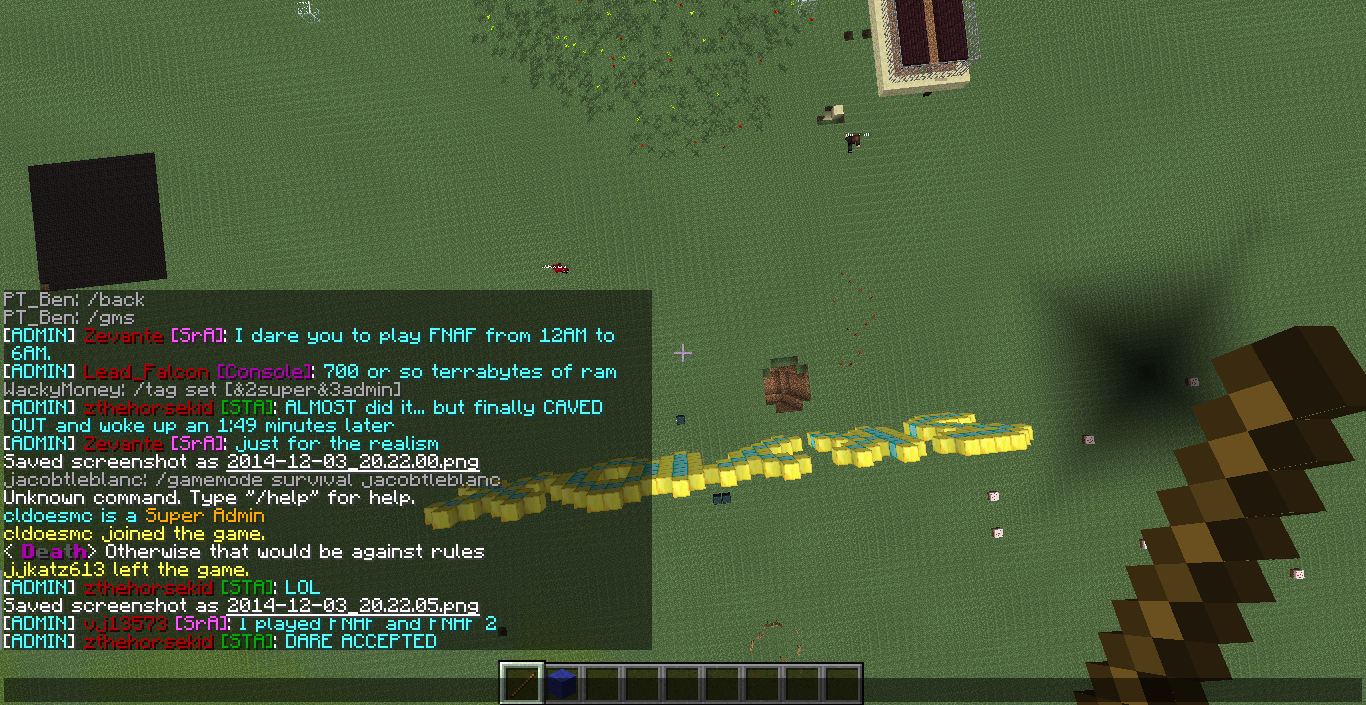 PT_Ben: /back
PT_Ben: /gms
[ADMIN] Zevante [SrA]: I dare you to play FNAF from 12AM to
6AM.
[ADMIN] Lead_Falcon [Console]: 700 or so terrabytes of ram
WackyMoney: /tag set [&2super&3admin]
[ADMIN] zthehorsekid [STA]: ALMOST did it... but finally CAVED
OUT and woke up an 1:49 minutes later
[ADMIN] Zevante [SrA]: ,just for the realism
Saved screenshot as 2014-12-03_20.22.00.png
jacobtleblanc: /gamemode survival jacobtleblanc
Unknown command. Type "/help" for help.
cldoesmc is a Super Admin
cldoesmc joined the game.
< Death> Otherwise that would be against rules
jjkatz613 left the game.
[ADMIN] zthehorsekid [STA]: LOL
Saved screenshot as 2014-12-03_20.22.05.png
[ADMIN] vj13573 [SrA]: I played FNAF and FNAF 2
[ADMIN] zthehorsekid [STA]: DARE ACCEPTED